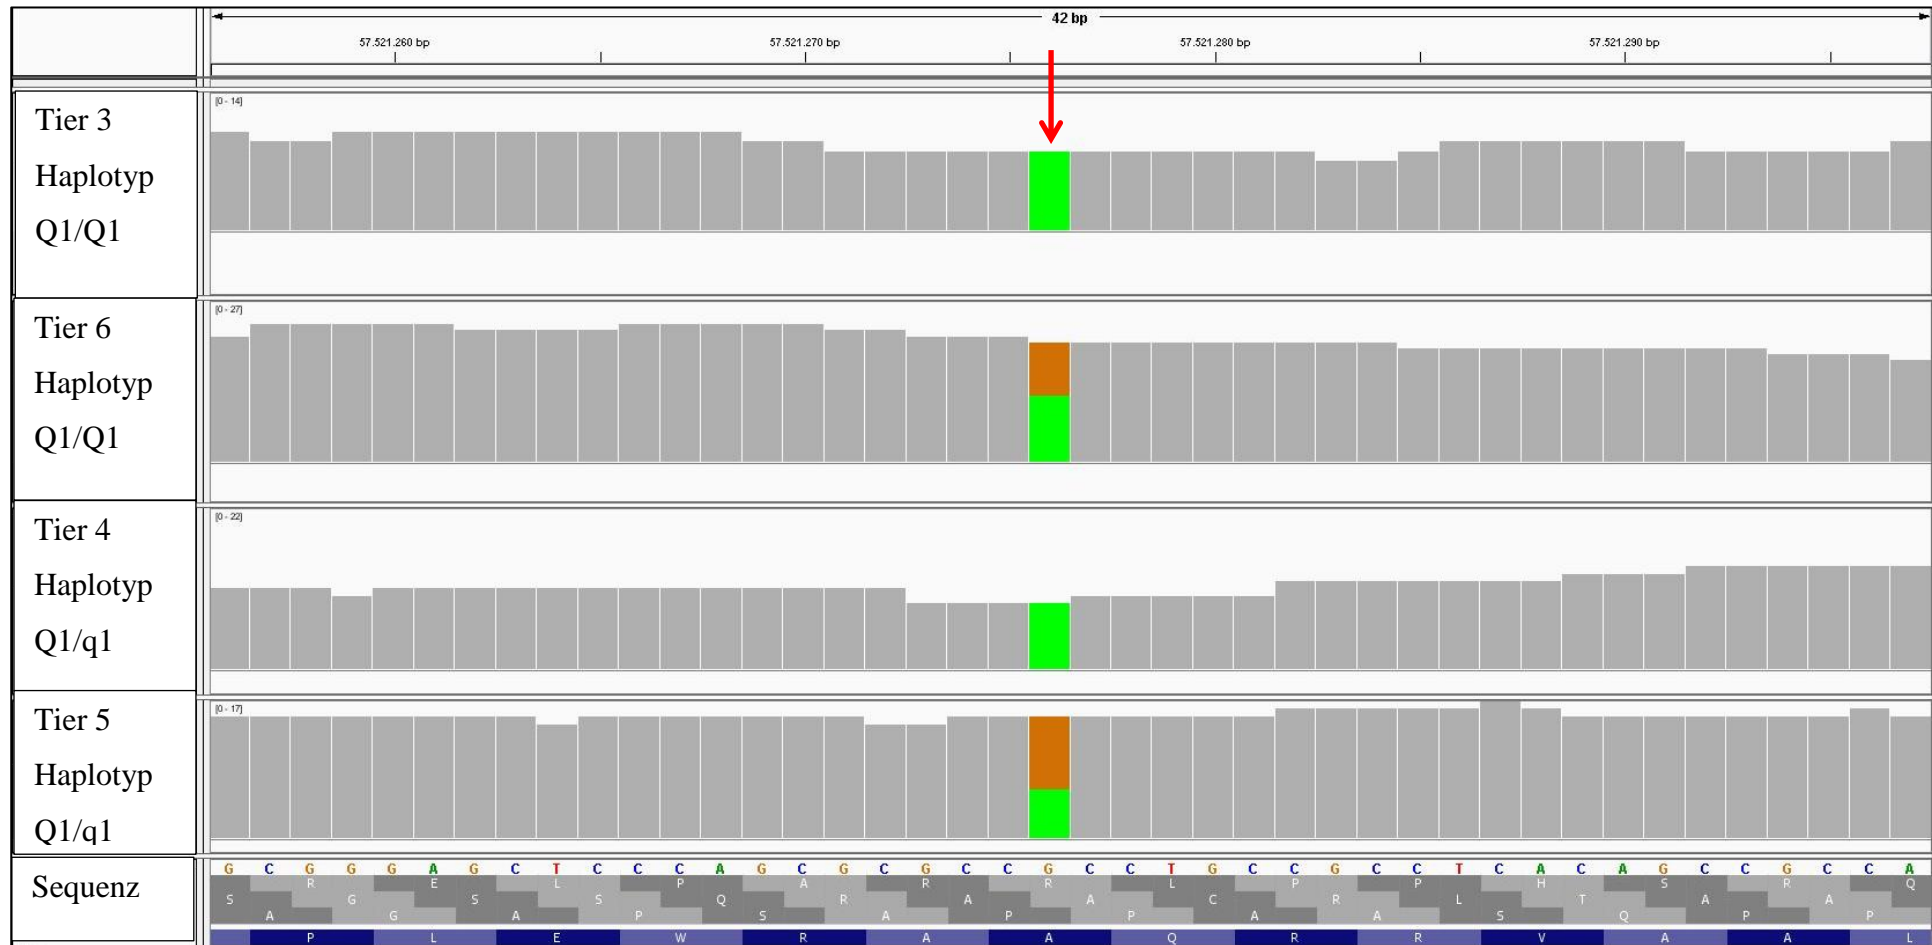 42 bp
57.521.260 bp 57.521.270 bp 57.521.280 bp 57.521.290 bp
[0 - 14]
Tier 3
Haplotyp
Q1/Q1
[0 - 27]
Tier 6
Haplotyp
Q1/Q1
[0 - 22]
Tier 4
Haplotyp
Q1/q1
[0 - 17]
Tier 5
Haplotyp
Q1/q1
Sequenz
G C G G G A G C T C C C A G C G C G C C G C C T G C C G C C T C A C A G C C G C C A
R E L P A R R L P P H S R Q
S G S S Q R A A C R L T A A
A G A P S A P P A A S Q P P
P L E W R A A Q R R V A A L